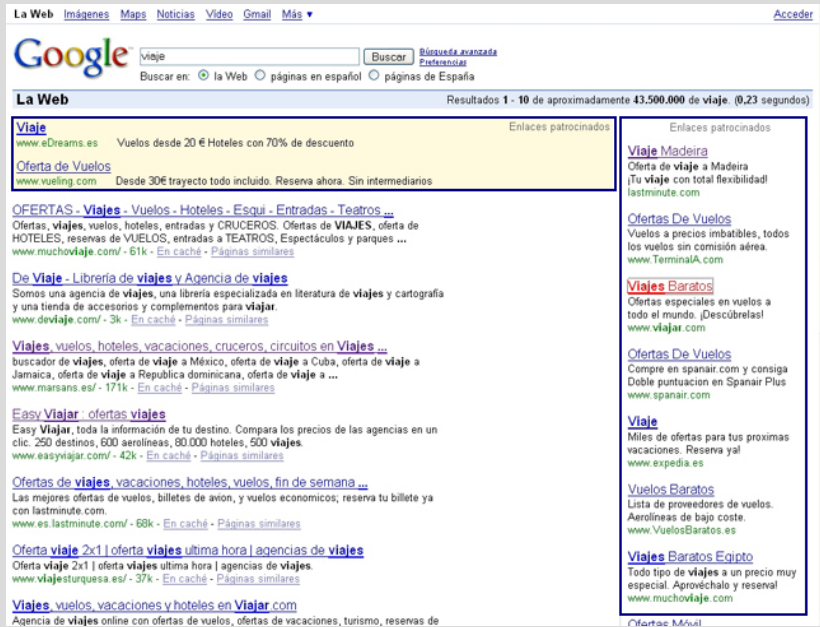 La Web Imágenes Maps Noticias Vídeo Gmail Más ▼ Acceder
Google
viaje
Buscar
Búsqueda avanzada
Preferencias
Buscar en: la Web páginas en español páginas de España
La Web Resultados 1 - 10 de aproximadamente 43.500.000 de viaje. (0,23 segundos)
Enlaces patrocinados
Viaje
www.eDreams.es Vuelos desde 20 € Hoteles con 70% de descuento
Oferta de Vuelos
www.vueling.com Desde 30€ trayecto todo incluido. Reserva ahora. Sin intermediarios
OFERTAS - Viajes - Vuelos - Hoteles - Esqui - Entradas - Teatros ...
Ofertas, viajes, vuelos, hoteles, entradas y CRUCEROS. Ofertas de VIAJES, oferta de
HOTELES, reservas de VUELOS, entradas a TEATROS, Espectáculos y parques ...
www.muchoviaje.com/ - 61k - En caché - Páginas similares
De Viaje - Librería de viajes y Agencia de viajes
Somos una agencia de viajes, una librería especializada en literatura de viajes y cartografía
y una tienda de accesorios y complementos para viajar.
www.deviaje.com/ - 3k - En caché - Páginas similares
Viajes, vuelos, hoteles, vacaciones, cruceros, circuitos en Viajes ...
buscador de viajes, oferta de viaje a México, oferta de viaje a Cuba, oferta de viaje a
Jamaica, oferta de viaje a Republica dominicana, oferta de viaje a ...
www.marsans.es/ - 171k - En caché - Páginas similares
Easy Viajar : ofertas viajes
Easy Viajar, toda la información de tu destino. Compara los precios de las agencias en un
clic. 250 destinos, 600 aerolíneas, 80.000 hoteles, 500 viajes.
www.easyviajar.com/ - 42k - En caché - Páginas similares
Ofertas de viajes, vacaciones, hoteles, vuelos, fin de semana ...
Las mejores ofertas de vuelos, billetes de avion, y vuelos economicos; reserva tu billete ya
con lastminute.com.
www.es.lastminute.com/ - 68k - En caché - Páginas similares
Oferta viaje 2x1 | oferta viajes ultima hora | agencias de viajes
Oferta viaje 2x1 | oferta viajes ultima hora | agencias de viajes.
www.viajesturquesa.es/ - 37k - En caché - Páginas similares
Viajes, vuelos, vacaciones y hoteles en Viajar.com
Agencia de viajes online con ofertas de vuelos, ofertas de vacaciones, turismo, reservas de
Enlaces patrocinados
Viaje Madeira
Oferta de viaje a Madeira
¡Tu viaje con total flexibilidad!
lastminute.com
Ofertas De Vuelos
Vuelos a precios imbatibles, todos
los vuelos sin comisión aérea.
www.TerminalA.com
Viajes Baratos
Ofertas especiales en vuelos a
todo el mundo. ¡Descúbrelas!
www.viajar.com
Ofertas De Vuelos
Compre en spanair.com y consiga
Doble puntuacion en Spanair Plus
www.spanair.com
Viaje
Miles de ofertas para tus proximas
vacaciones. Reserva ya!
www.expedia.es
Vuelos Baratos
Lista de proveedores de vuelos.
Aerolíneas de bajo coste.
www.VuelosBaratos.es
Viajes Baratos Egipto
Todo tipo de viajes a un precio muy
especial. Aprovéchalo y reserva!
www.muchoviaje.com
Ofertas Móvil